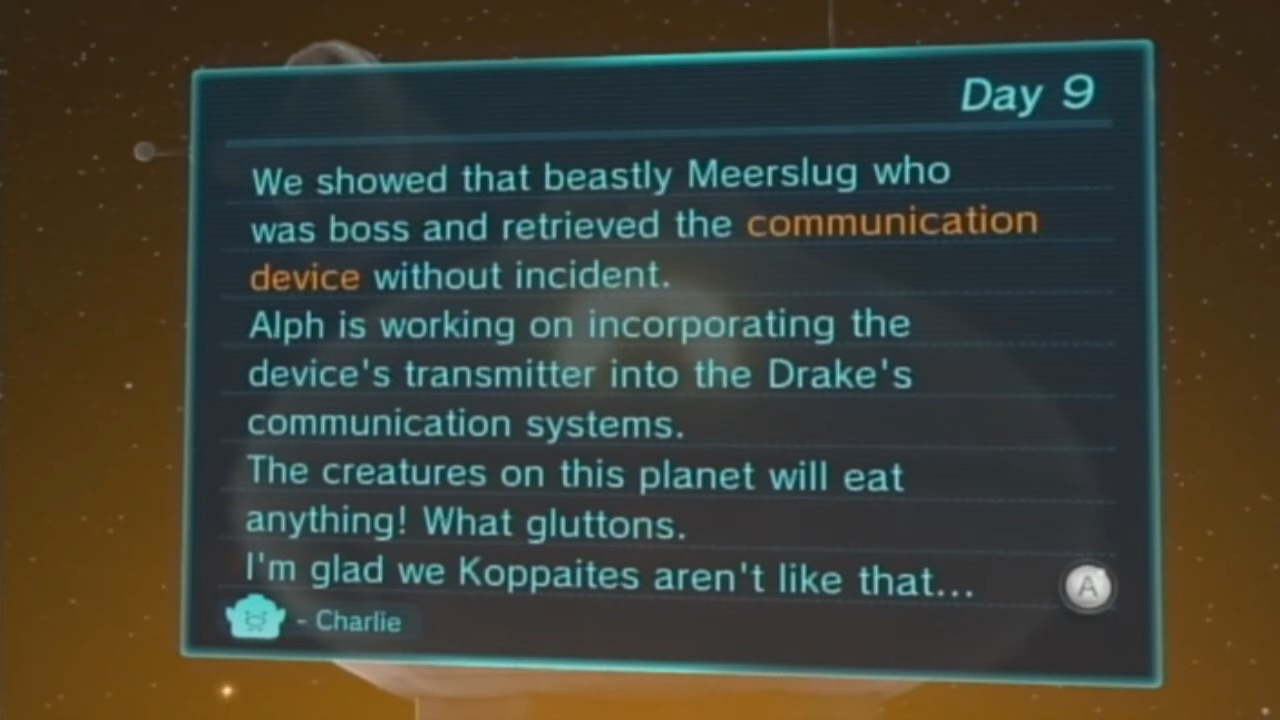 Day 9
We showed that beastly Meerslug who
was boss and retrieved the communication
device without incident.
Alph is working on incorporating the
device's transmitter into the Drake's
communication systems.
The creatures on this planet will eat
anything! What gluttons.
I'm glad we Koppaites aren't like that...
A
- Charlie